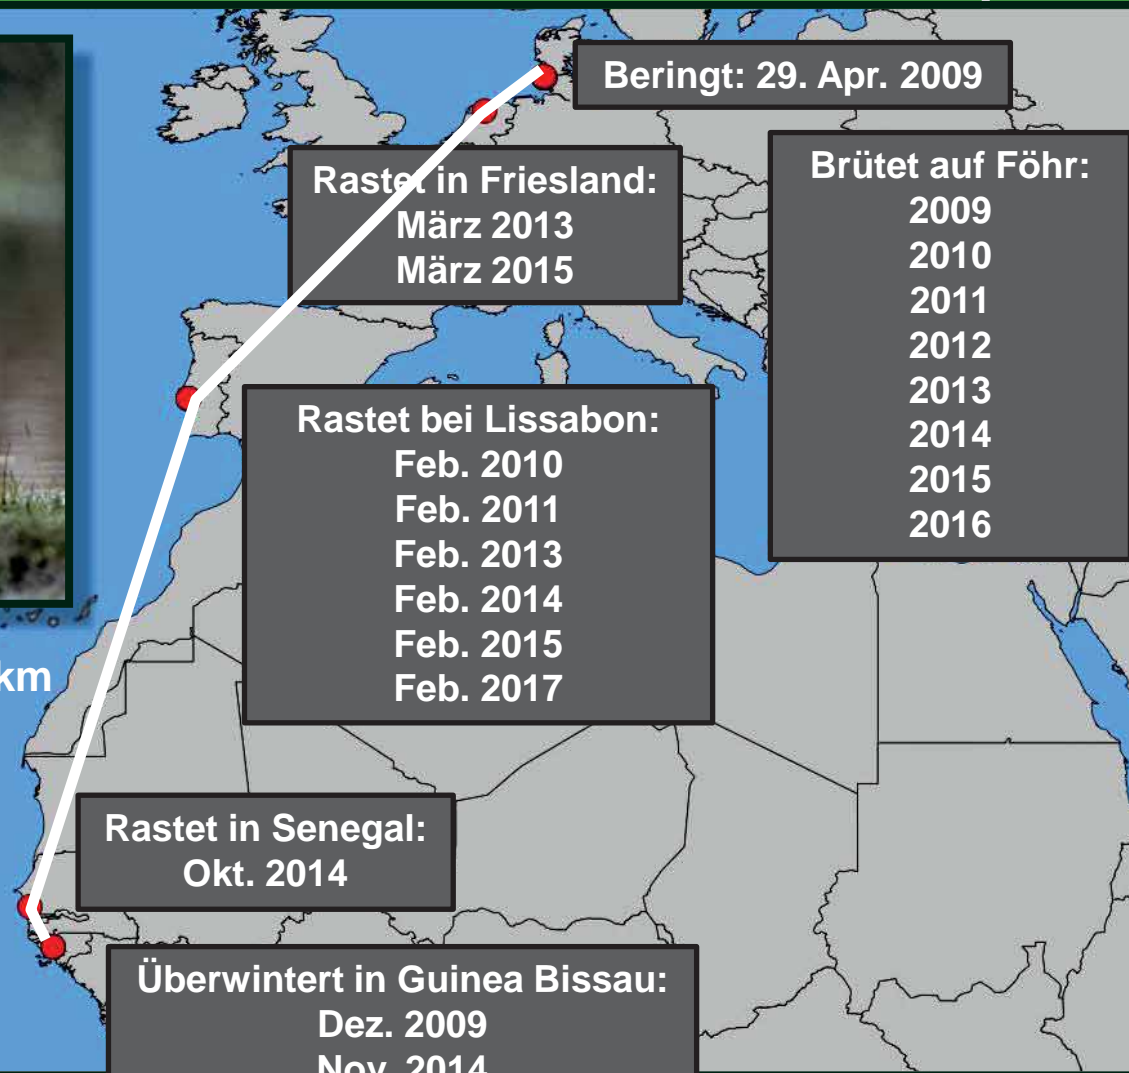 Beringt: 29. Apr. 2009
Brütet auf Föhr:
2009
2010
2011
2012
2013
2014
2015
2016
Rastet in Friesland:
März 2013
März 2015
Rastet bei Lissabon:
Feb. 2010
Feb. 2011
Feb. 2013
Feb. 2014
Feb. 2015
Feb. 2017
km
Rastet in Senegal:
Okt. 2014
Überwintert in Guinea Bissau:
Dez. 2009
Nov. 2014